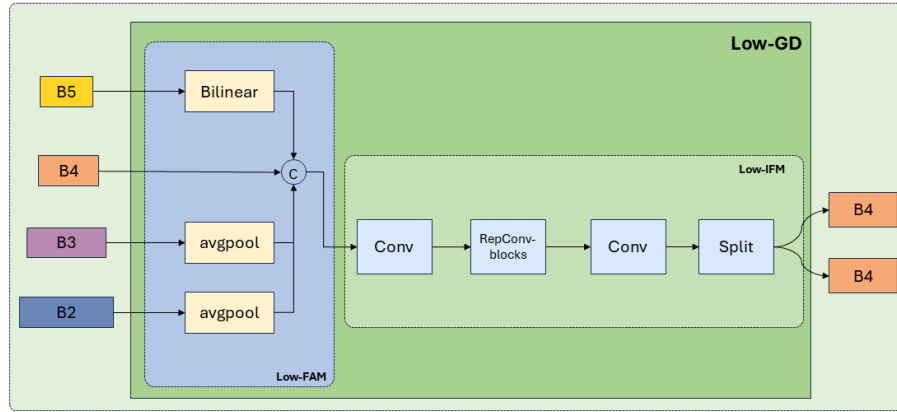 Low-GD
B5
Bilinear
B4
C
Low-IFM
B3
avgpool
Conv
RepConv-
blocks
Conv
Split
B4
B4
B2
avgpool
Low-FAM